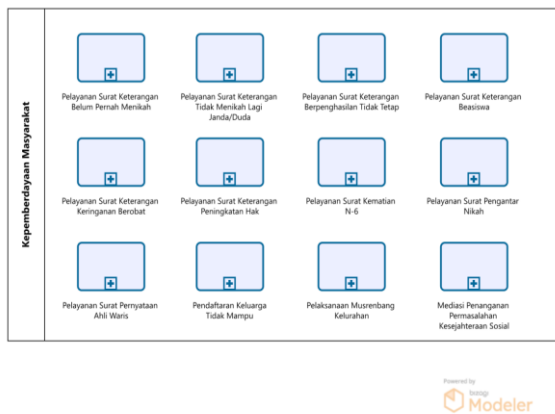 Kepemberdayaan Masyarakat
Pelayanan Surat Keterangan
Belum Pernah Menikah
Pelayanan Surat Keterangan
Tidak Menikah Lagi
Janda/Duda
Pelayanan Surat Keterangan
Berpenghasilan Tidak Tetap
Pelayanan Surat Keterangan
Beasiswa
Pelayanan Surat Keterangan
Keringanan Berobat
Pelayanan Surat Keterangan
Peningkatan Hak
Pelayanan Surat Kematian
N-6
Pelayanan Surat Pengantar
Nikah
Pelayanan Surat Pernyataan
Ahli Waris
Pendaftaran Keluarga
Tidak Mampu
Pelaksanaan Musrenbang
Kelurahan
Mediasi Penanganan
Permasalahan
Kesejahteraan Sosial
Powered by
bizagi
Modeler